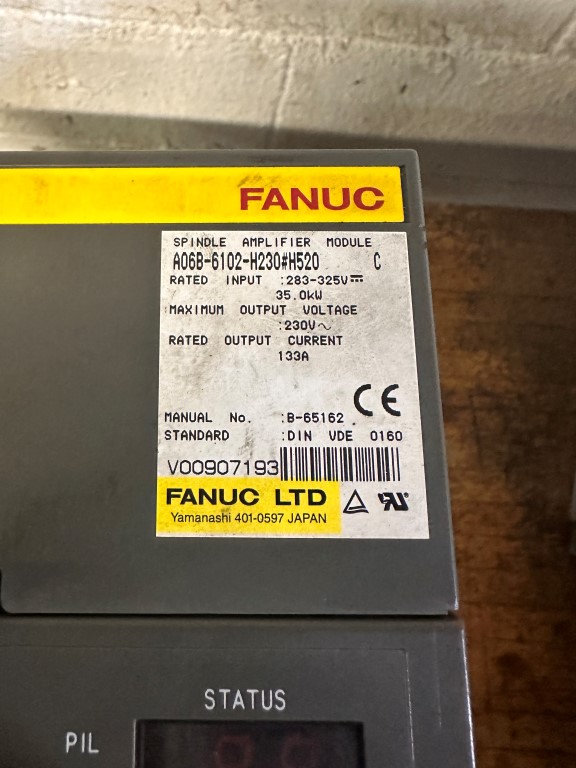 FANUC
SPINDLE AMPLIFIER MODULE
A06B-6102-H230#H520 C
RATED INPUT :283-325V⎓
35.0kW
MAXIMUM OUTPUT VOLTAGE
:230V∿
RATED OUTPUT CURRENT
133A
CE
MANUAL No. :B-65162
STANDARD :DIN VDE 0160
V00907193
FANUC LTD
Yamanashi 401-0597 JAPAN
STATUS
PIL